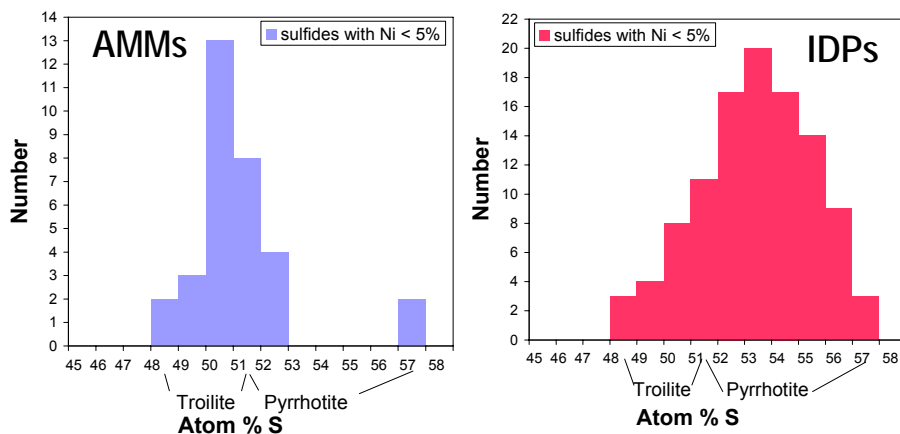 AMMs
sulfides with Ni < 5%
Number
14
13
12
11
10
9
8
7
6
5
4
3
2
1
0
45 46 47 48 49 50 51 52 53 54 55 56 57 58
Troilite Pyrrhotite
Atom % S
IDPs
sulfides with Ni < 5%
Number
22
20
18
16
14
12
10
8
6
4
2
0
45 46 47 48 49 50 51 52 53 54 55 56 57 58
Troilite Pyrrhotite
Atom % S